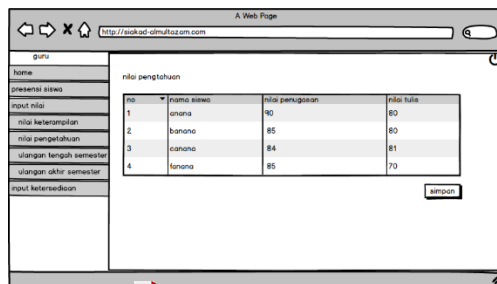 A Web Page
http://siakad-almultazam.com
guru
home
presensi siswa
input nilai
nilai keterampilan
nilai pengetahuan
ulangan tengah semester
ulangan akhir semester
input ketersediaan
nilai pengtahuan
no nama siswa nilai penugasan nilai tulis
1 anana 90 80
2 banana 85 80
3 canana 84 81
4 fanana 85 70
simpan